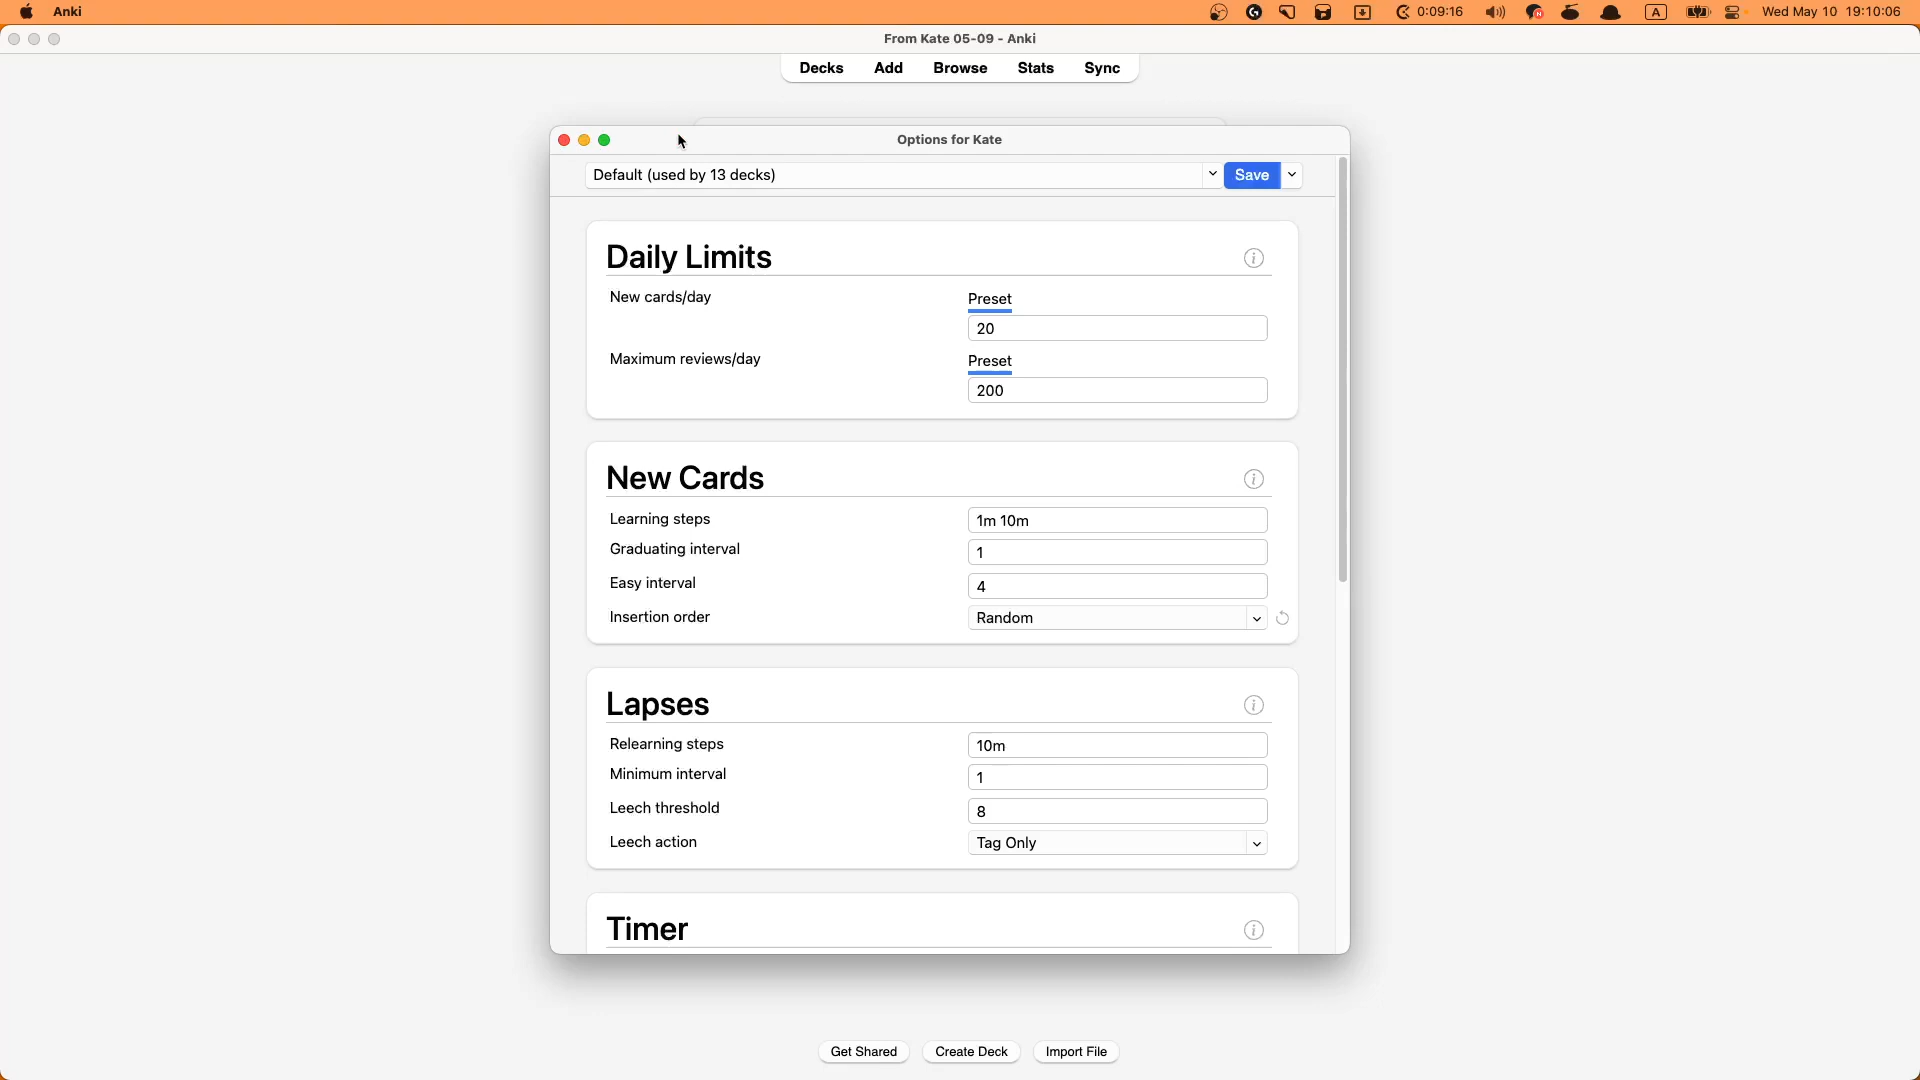 Anki
0:09:16
A
Wed May 10 19:10:06
From Kate 05-09 - Anki
Decks Add Browse Stats Sync
Options for Kate
Default (used by 13 decks)
Save
Daily Limits
New cards/day
Preset
20
Maximum reviews/day
Preset
200
New Cards
Learning steps
1m 10m
Graduating interval
1
Easy interval
4
Insertion order
Random
Lapses
Relearning steps
10m
Minimum interval
1
Leech threshold
8
Leech action
Tag Only
Timer
Get Shared Create Deck Import File